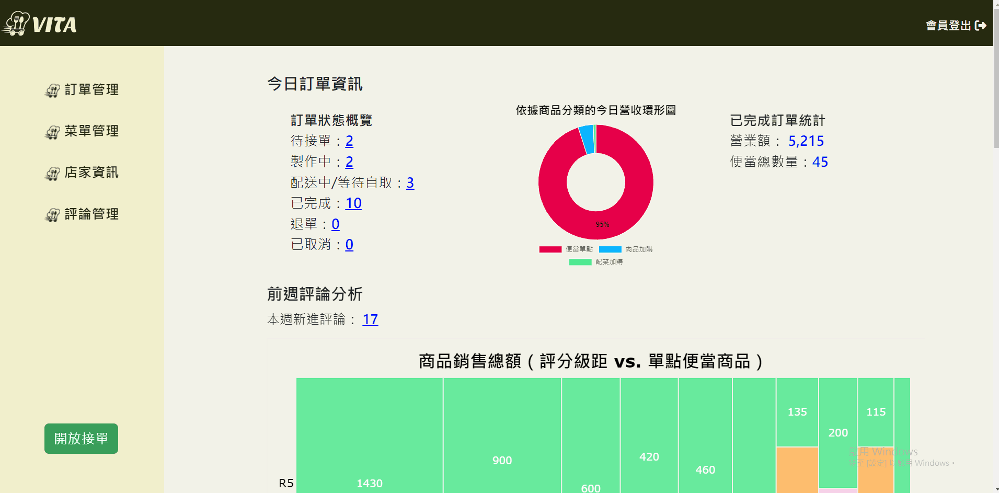 VITA
會員登出
訂單管理
菜單管理
店家資訊
評論管理
開放接單
今日訂單資訊
訂單狀態概覽
待接單：2
製作中：2
配送中/等待自取：3
已完成：10
退單：0
已取消：0
依據商品分類的今日營收環形圖
95%
便當單點 肉品加購
配菜加購
已完成訂單統計
營業額： 5,215
便當總數量：45
前週評論分析
本週新進評論： 17
商品銷售總額（評分級距 vs. 單點便當商品）
135
115
200
420
900
460
R5
1430
600
啟用 Windows
移至 [設定] 以啟用 Windows。